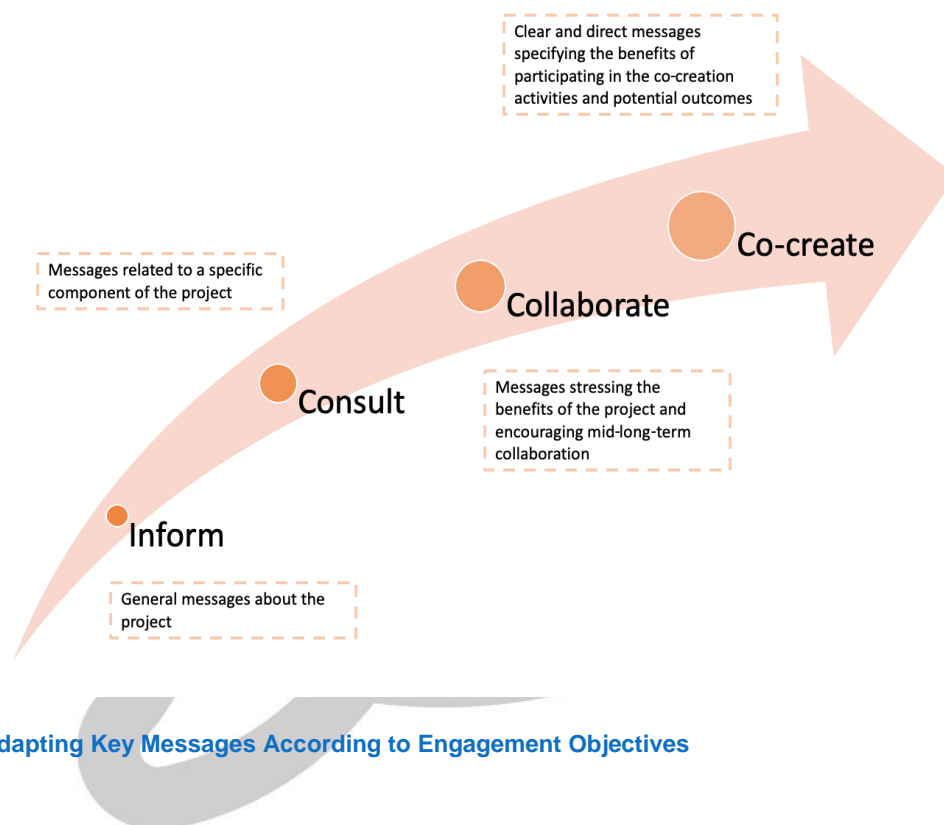 Clear and direct messages
specifying the benefits of
participating in the co-creation
activities and potential outcomes
Co-create
Messages related to a specific
component of the project
Collaborate
Consult
Messages stressing the
benefits of the project and
encouraging mid-long-term
collaboration
Inform
General messages about the
project
Key Messages According to Engagement Objectives